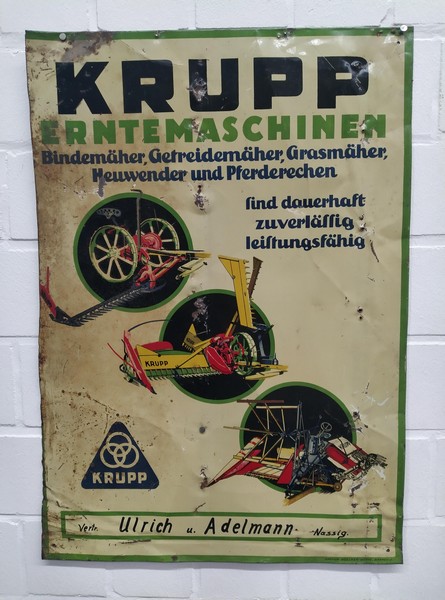 KRUPP
ERNTEMASCHINEN
Bindemäher, Getreidemäher, Grasmäher,
Heuwender und Pferderechen
sind dauerhaft
zuverläſſig
leiſtungsfähig
KRUPP
KRUPP
Vertr. Ulrich u. Adelmann Nassig.